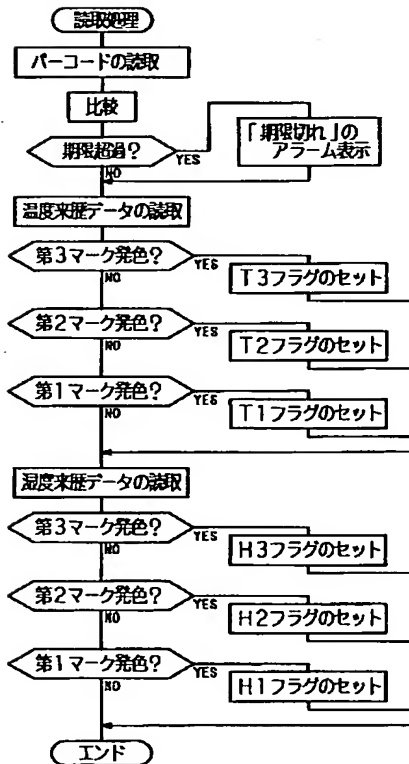 読取処理
バーコードの読取
比較
期限超過?
YES
NO
「期限切れ」の
アラーム表示
温度来歴データの読取
第3マーク発色?
YES
NO
T3フラグのセット
第2マーク発色?
YES
NO
T2フラグのセット
第1マーク発色?
YES
NO
T1フラグのセット
湿度来歴データの読取
第3マーク発色?
YES
NO
H3フラグのセット
第2マーク発色?
YES
NO
H2フラグのセット
第1マーク発色?
YES
NO
H1フラグのセット
エンド